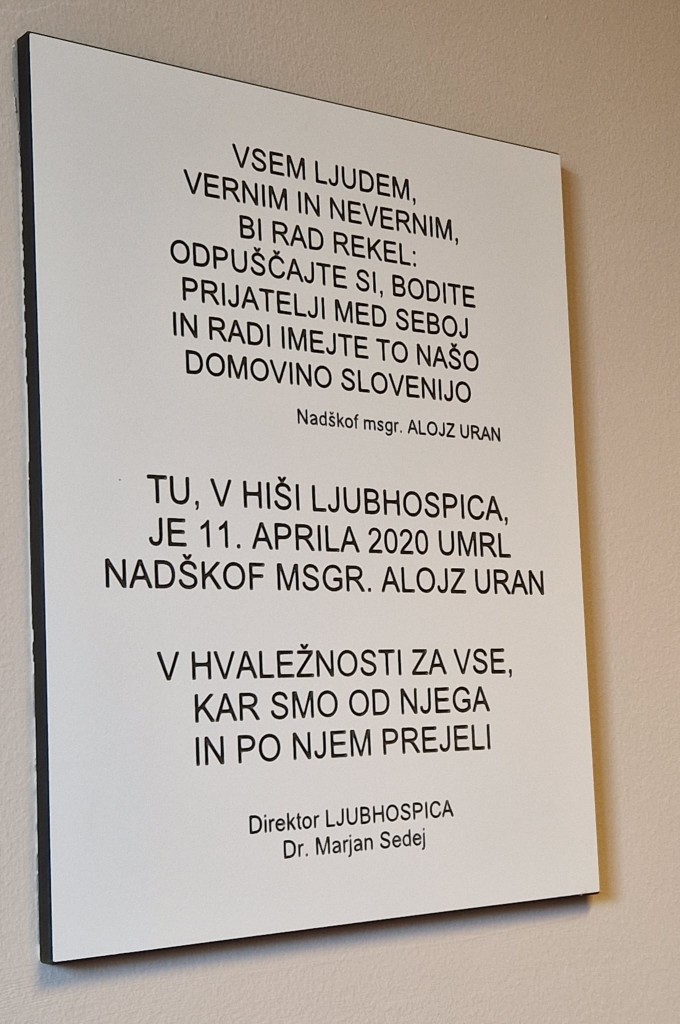 VSEM LJUDEM,
VERNIM IN NEVERNIM,
BI RAD REKEL:
ODPUŠČAJTE SI, BODITE
PRIJATELJI MED SEBOJ
IN RADI IMEJTE TO NAŠO
DOMOVINO SLOVENIJO
Nadškof msgr. ALOJZ URAN
TU, V HIŠI LJUBHOSPICA,
JE 11. APRILA 2020 UMRL
NADŠKOF MSGR. ALOJZ URAN
V HVALEŽNOSTI ZA VSE,
KAR SMO OD NJEGA
IN PO NJEM PREJELI
Direktor LJUBHOSPICA
Dr. Marjan Sedej